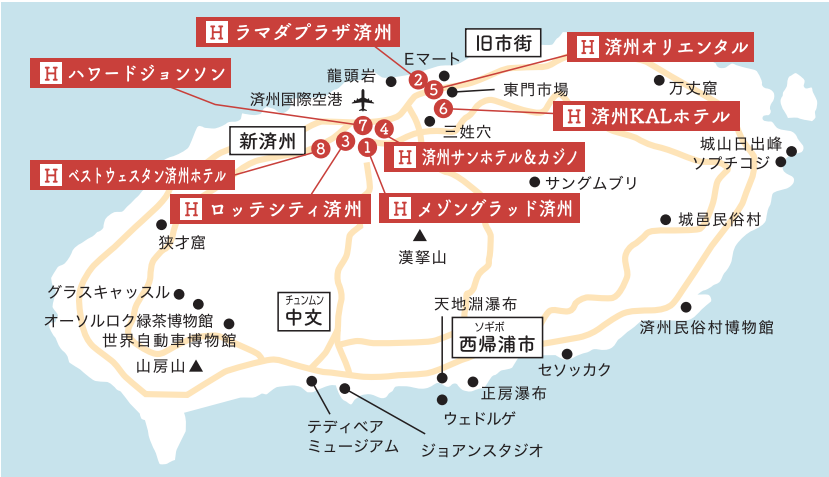 H ラマダプラザ済州
旧市街
H 済州オリエンタル
Eマート
H ハワードジョンソン
龍頭岩
2
5
東門市場
万丈窟
済州国際空港
6
H 済州KALホテル
7
4
三姓穴
新済州
8
3
1
H 済州サンホテル&カジノ
城山日出峰
ソプチコジ
H ベストウェスタン済州ホテル
サングムブリ
H ロッテシティ済州
H メゾングラッド済州
城邑民俗村
狭才窟
漢拏山
グラスキャッスル
オーソルロク緑茶博物館
世界自動車博物館
チュンムン
中文
天地淵瀑布
ソギポ
西帰浦市
済州民俗村博物館
山房山
セソッカク
正房瀑布
ウェドルゲ
テディベア
ミュージアム
ジョアンスタジオ